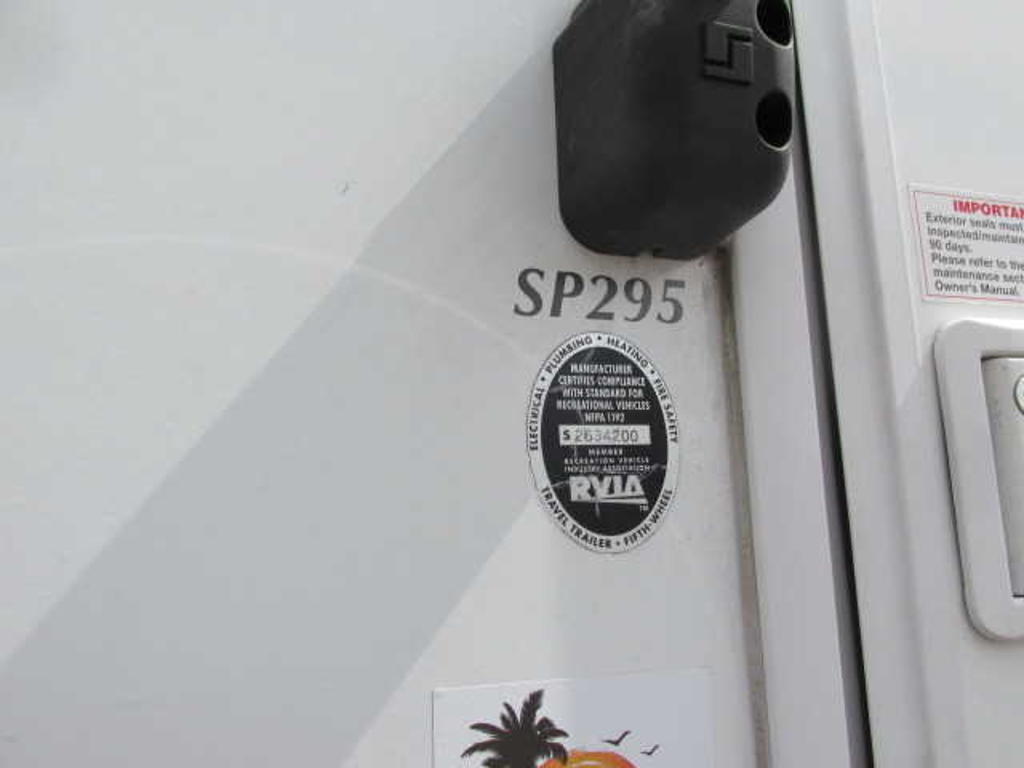 SP295
ELECTRICAL • PLUMBING • HEATING • FIRE SAFETY
MANUFACTURER
CERTIFIES COMPLIANCE
WITH STANDARD FOR
RECREATIONAL VEHICLES
NFPA 1192
S 2634200
MEMBER
RECREATION VEHICLE
INDUSTRY ASSOCIATION
RVIA
TM
TRAVEL TRAILER • FIFTH-WHEEL
IMPORTAN
Exterior seals must
inspected/maintain
90 days.
Please refer to the
maintenance sect
Owner's Manual.